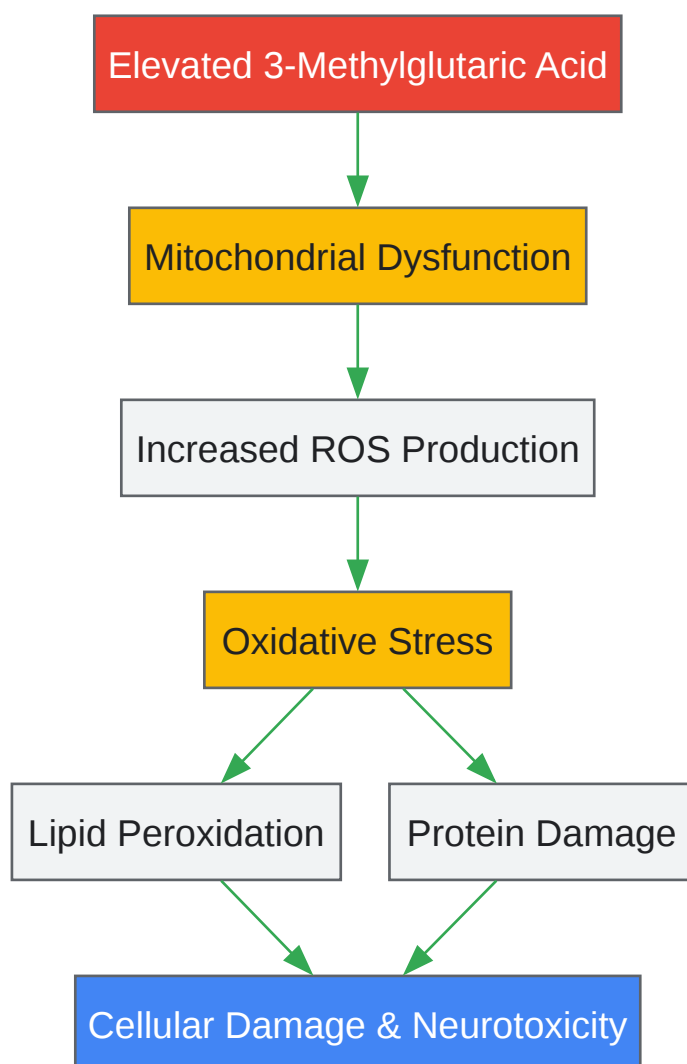 Elevated 3-Methylglutaric Acid
Mitochondrial Dysfunction
Increased ROS Production
Oxidative Stress
Lipid Peroxidation
Protein Damage
Cellular Damage & Neurotoxicity